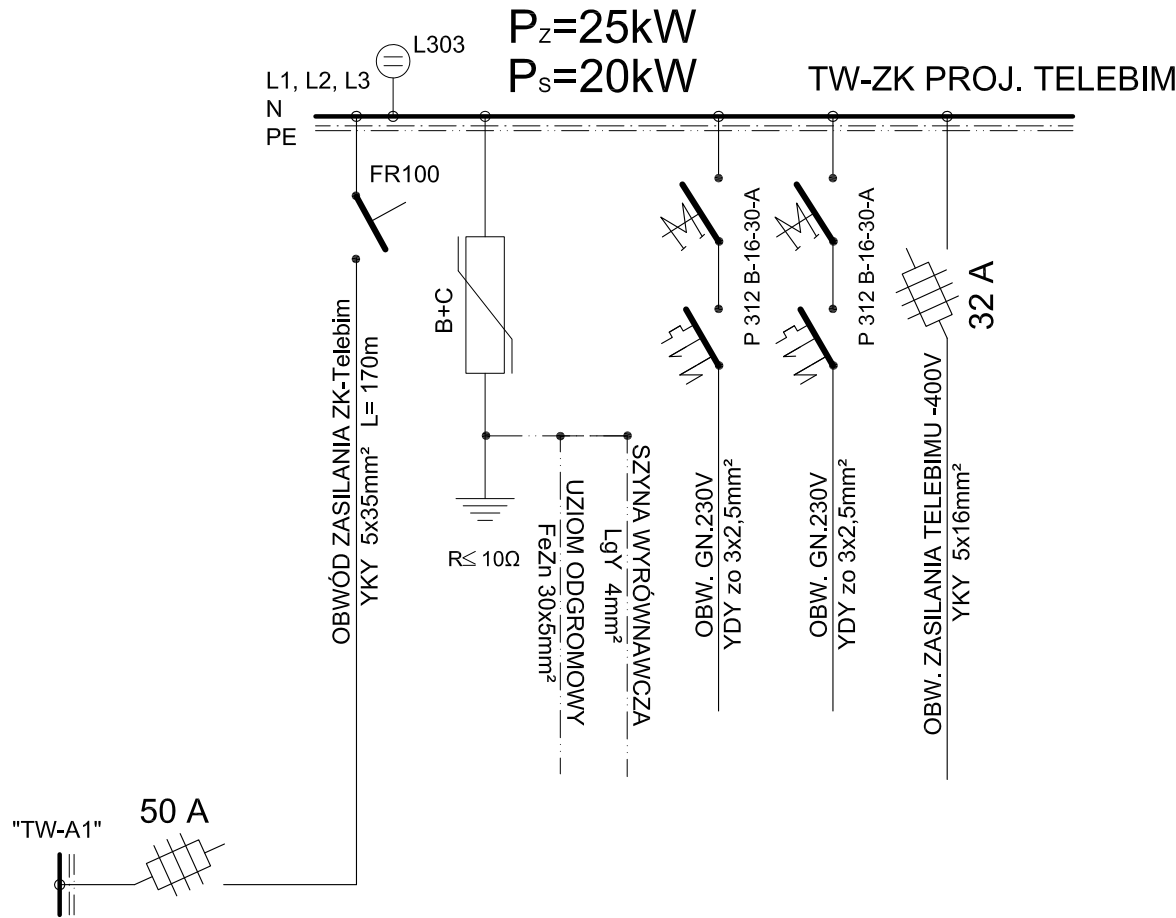 P_Z=25kW
P_S=20kW
TW-ZK PROJ. TELEBIM
L303
L1, L2, L3
N
PE
FR100
B+C
P 312 B-16-30-A
P 312 B-16-30-A
32 A
OBWÓD ZASILANIA ZK-Telebim
YKY 5x35mm² L= 170m
R≤ 10Ω
UZIOM ODGROMOWY
FeZn 30x5mm²
SZYNA WYRÓWNAWCZA
LgY 4mm²
OBW. GN.230V
YDY zo 3x2,5mm²
OBW. GN.230V
YDY zo 3x2,5mm²
OBW. ZASILANIA TELEBIMU -400V
YKY 5x16mm²
"TW-A1"
50 A